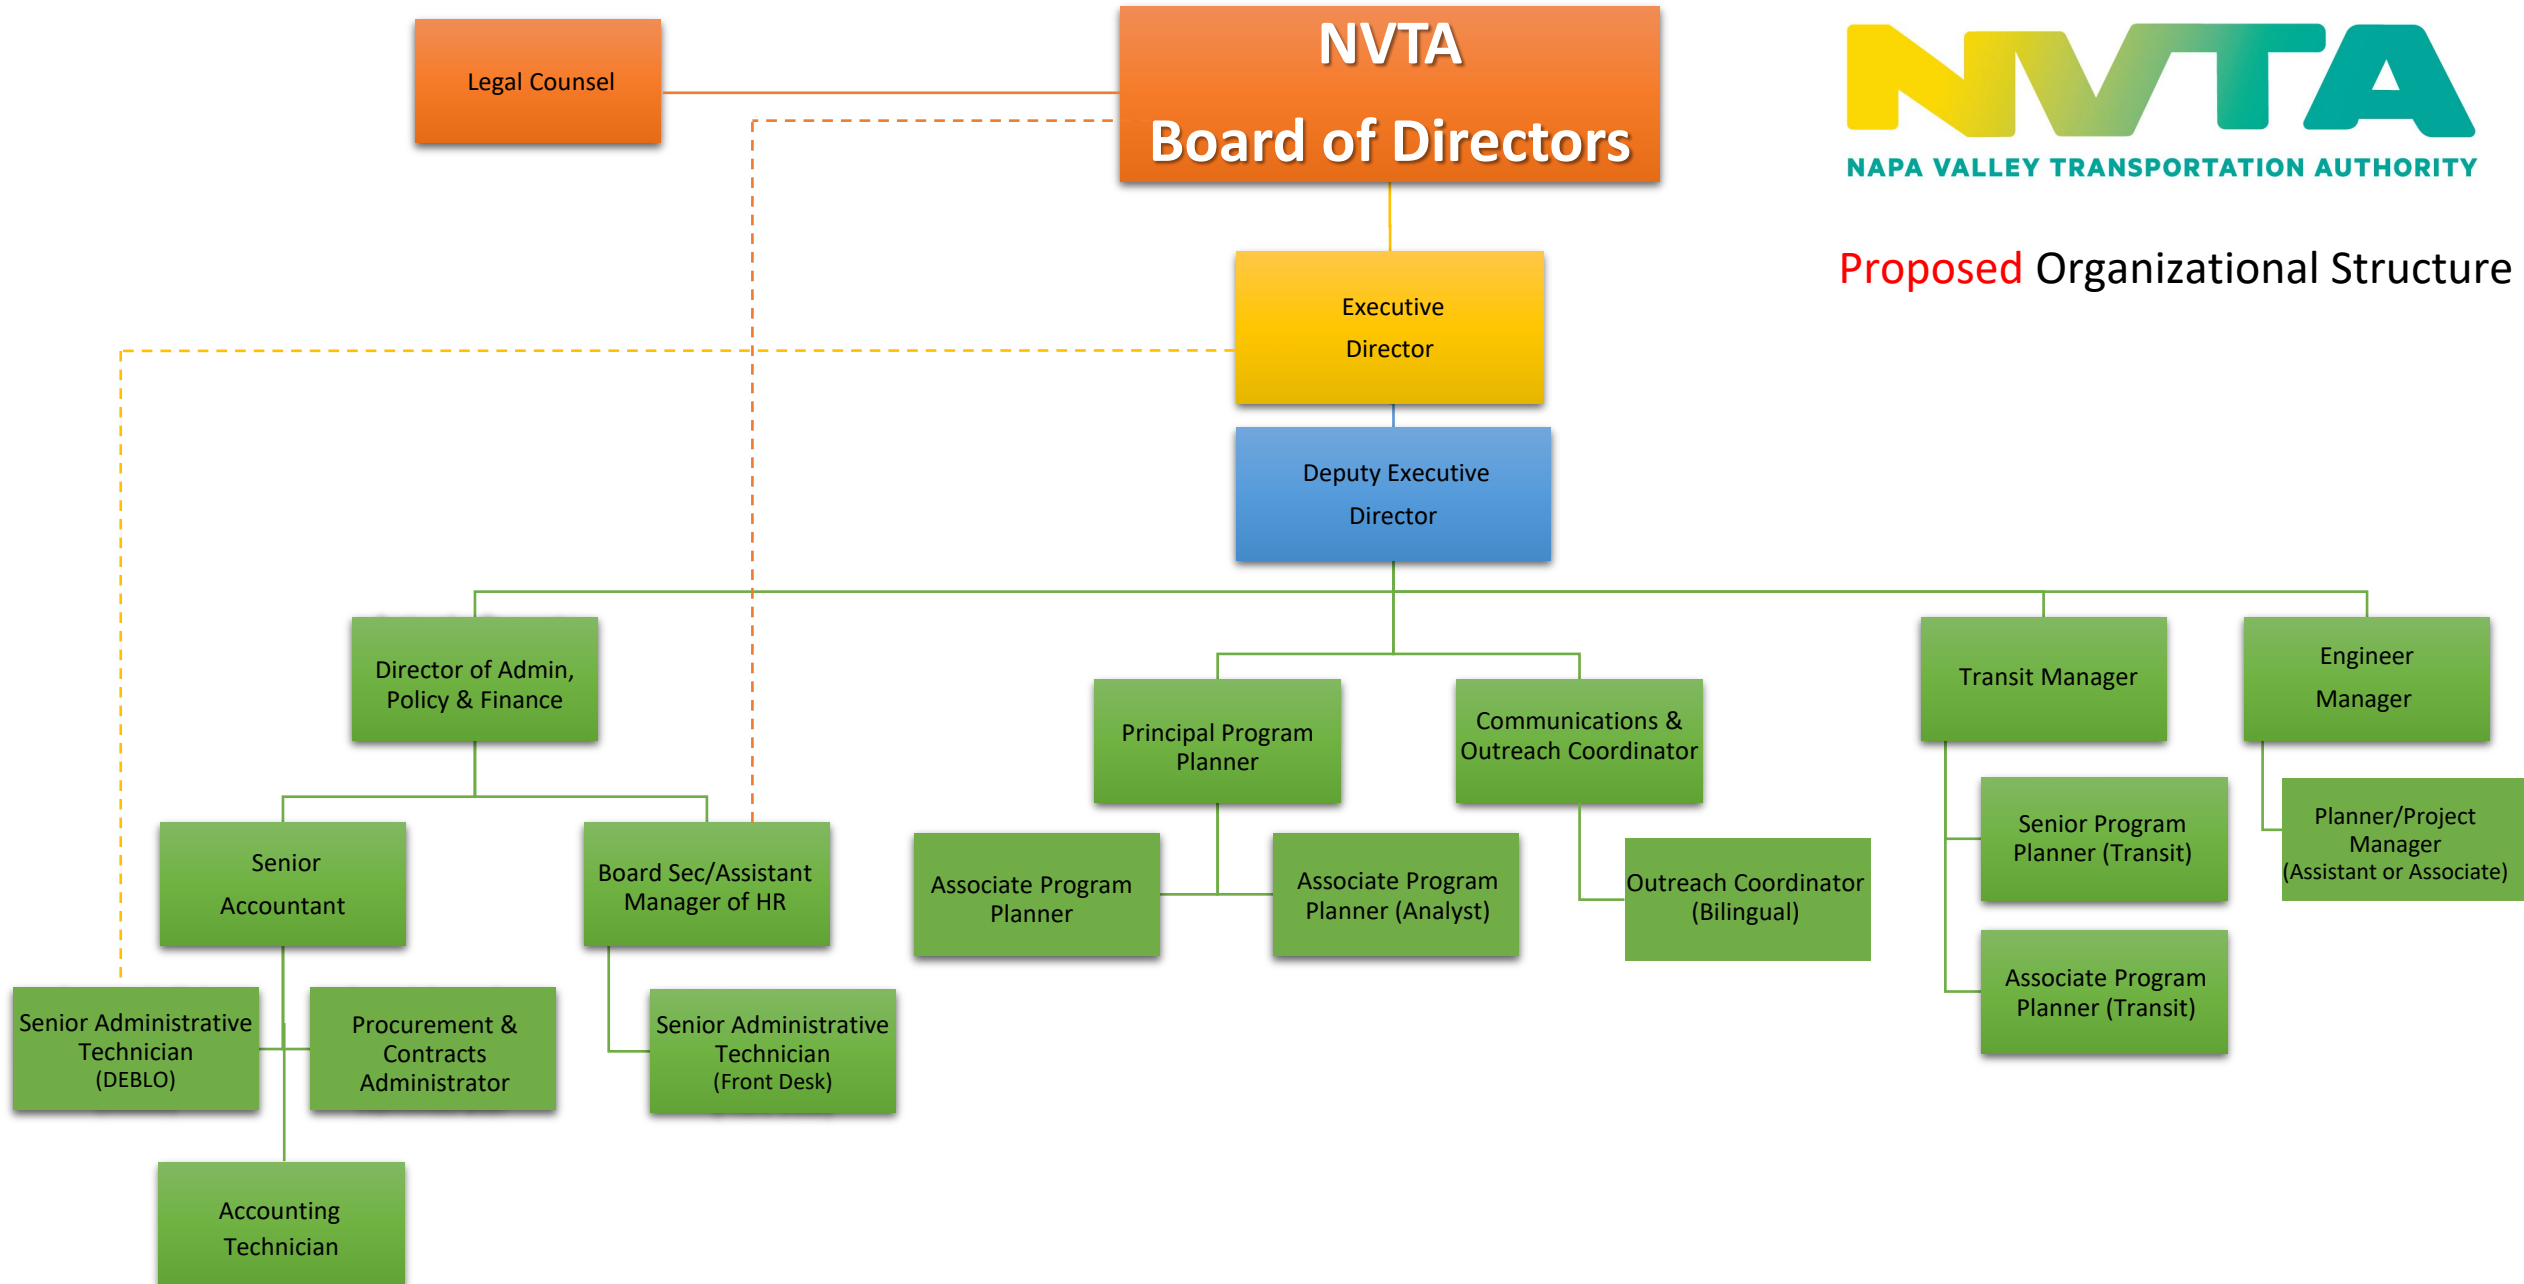 Legal Counsel
NVTA
Board of Directors
NVTA
NAPA VALLEY TRANSPORTATION AUTHORITY
Proposed Organizational Structure
Executive
Director
Deputy Executive
Director
Director of Admin,
Policy & Finance
Principal Program
Planner
Communications &
Outreach Coordinator
Transit Manager
Engineer
Manager
Senior
Accountant
Board Sec/Assistant
Manager of HR
Associate Program
Planner
Associate Program
Planner (Analyst)
Outreach Coordinator
(Bilingual)
Senior Program
Planner (Transit)
Planner/Project
Manager
(Assistant or Associate)
Associate Program
Planner (Transit)
Senior Administrative
Technician
(DEBLO)
Procurement &
Contracts
Administrator
Senior Administrative
Technician
(Front Desk)
Accounting
Technician